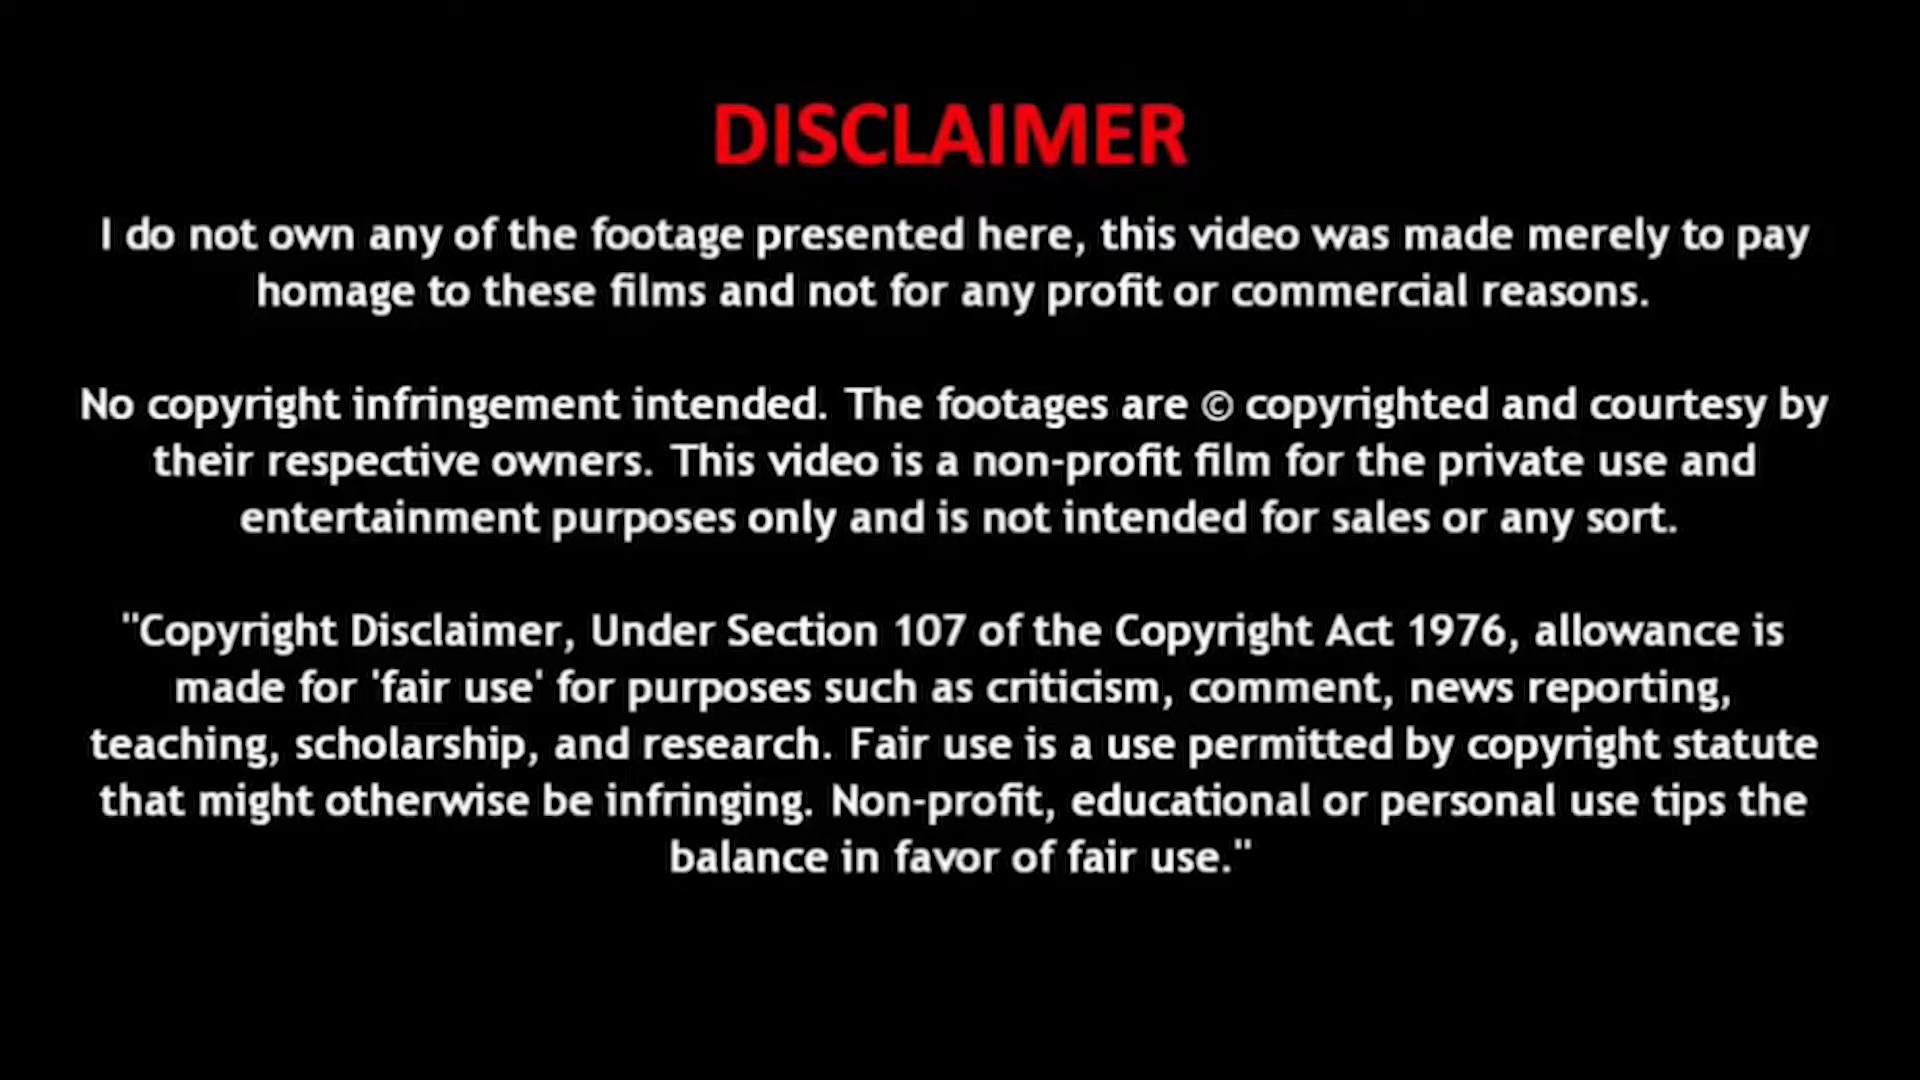 DISCLAIMER
I do not own any of the footage presented here, this video was made merely to pay
homage to these films and not for any profit or commercial reasons.
No copyright infringement intended. The footages are © copyrighted and courtesy by
their respective owners. This video is a non-profit film for the private use and
entertainment purposes only and is not intended for sales or any sort.
"Copyright Disclaimer, Under Section 107 of the Copyright Act 1976, allowance is
made for 'fair use' for purposes such as criticism, comment, news reporting,
teaching, scholarship, and research. Fair use is a use permitted by copyright statute
that might otherwise be infringing. Non-profit, educational or personal use tips the
balance in favor of fair use."